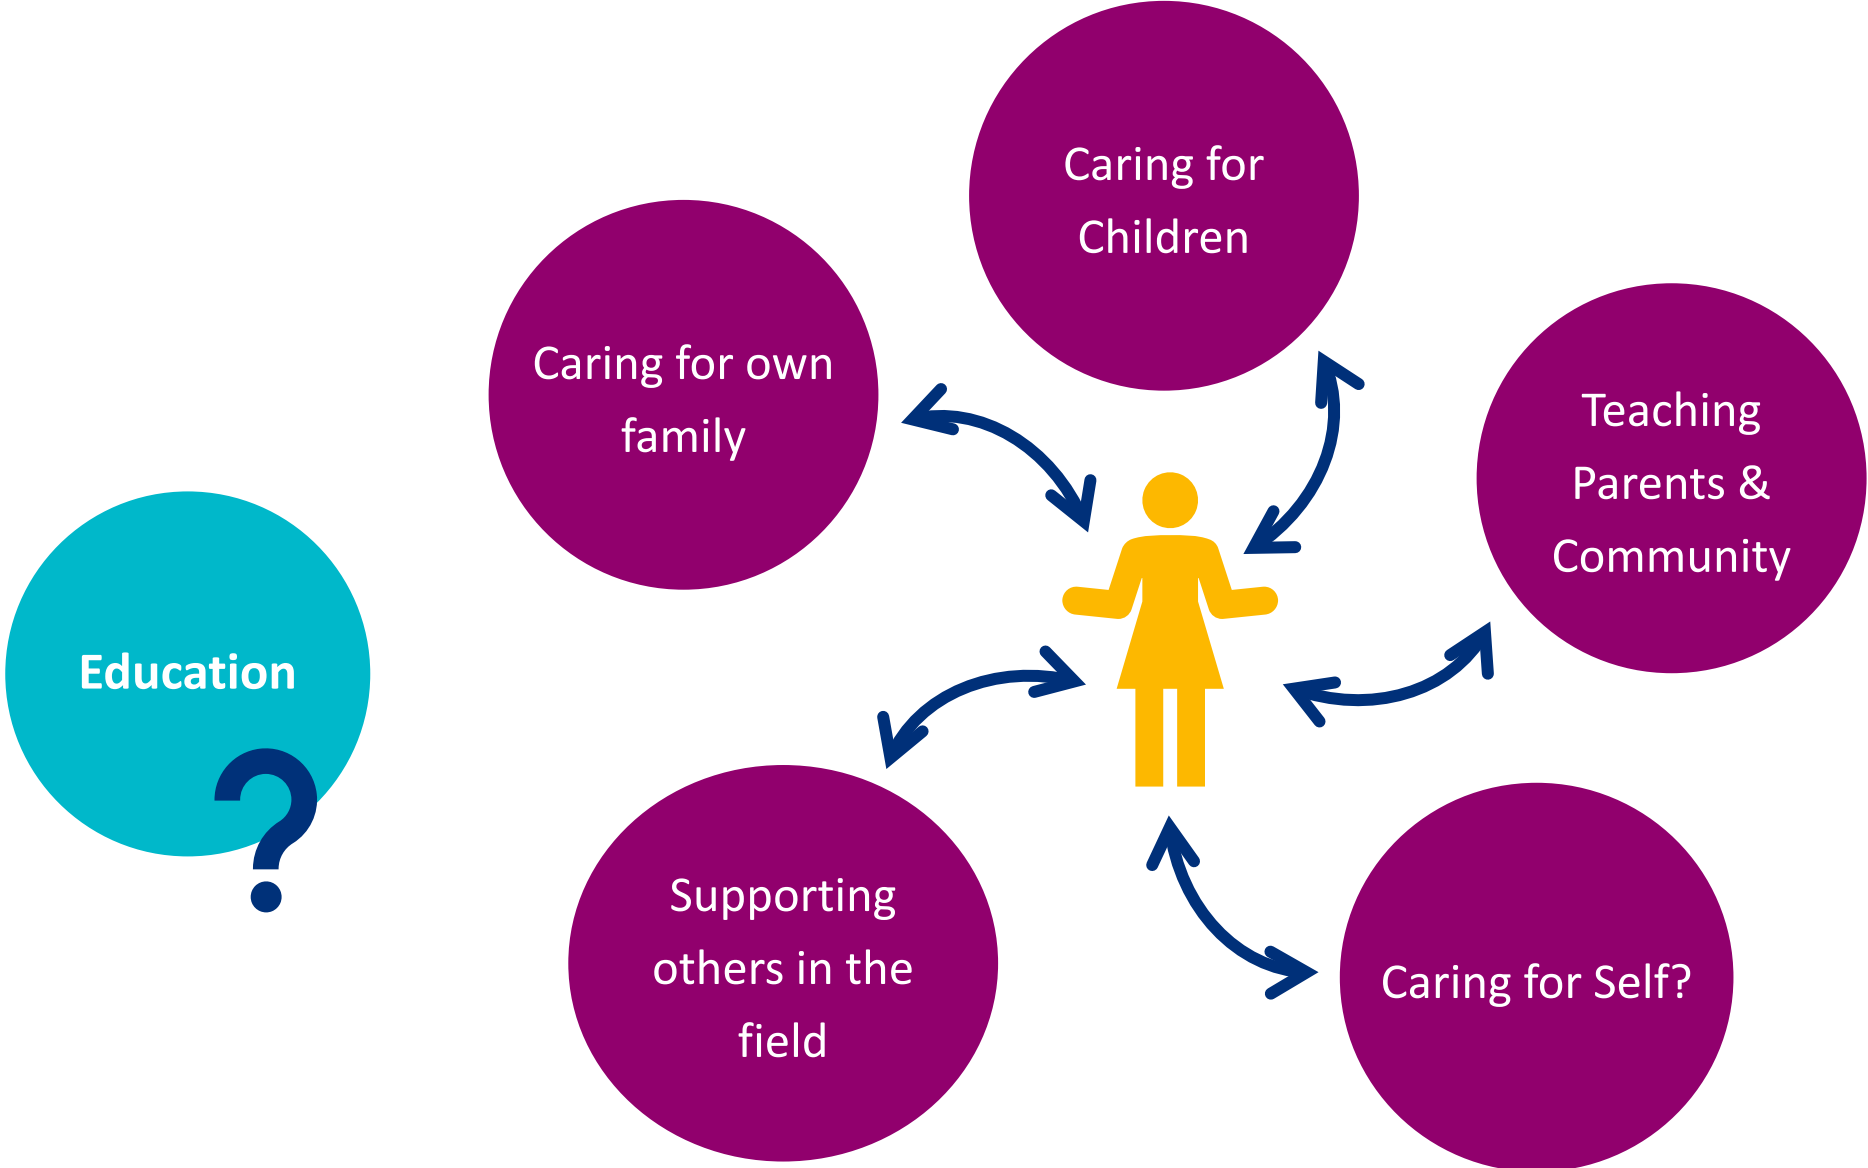 Caring for
Children
Caring for own
family
Teaching
Parents &
Community
Education
?
Supporting
others in the
field
Caring for Self?